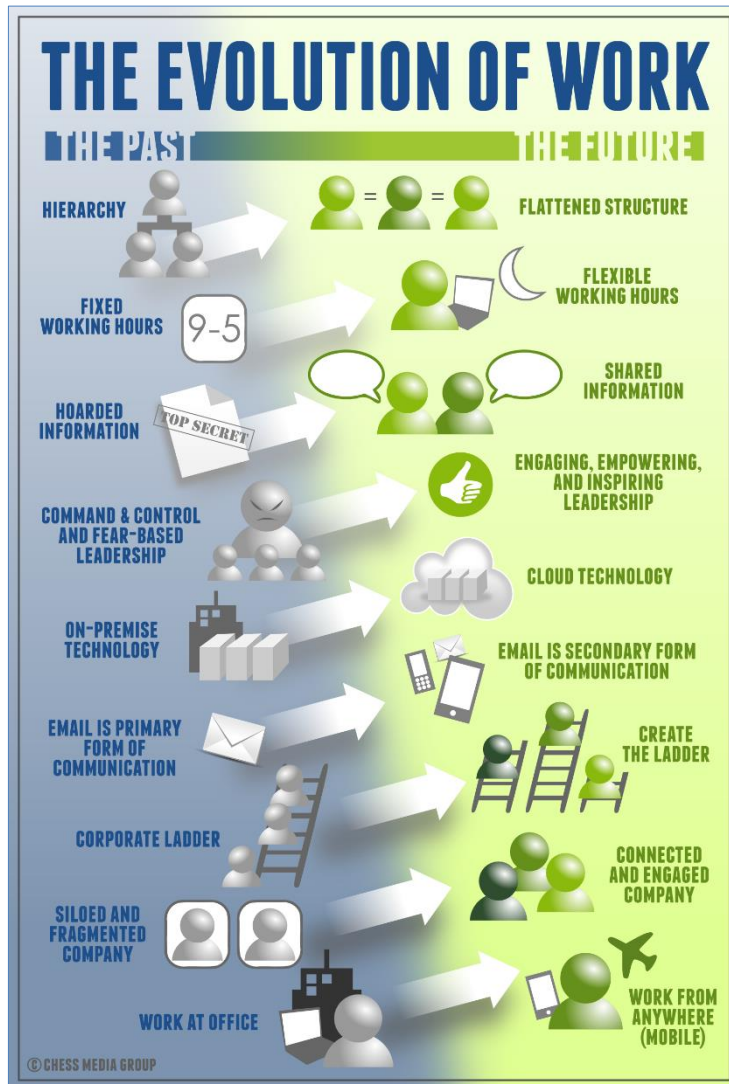 THE EVOLUTION OF WORK
THE PAST THE FUTURE
HIERARCHY
= =
FLATTENED STRUCTURE
FIXED
WORKING HOURS
9-5
FLEXIBLE
WORKING HOURS
HOARDED
INFORMATION
TOP SECRET
SHARED
INFORMATION
COMMAND & CONTROL
AND FEAR-BASED
LEADERSHIP
ENGAGING, EMPOWERING,
AND INSPIRING
LEADERSHIP
ON-PREMISE
TECHNOLOGY
CLOUD TECHNOLOGY
EMAIL IS PRIMARY
FORM OF
COMMUNICATION
EMAIL IS SECONDARY FORM
OF COMMUNICATION
CORPORATE LADDER
CREATE
THE LADDER
SILOED AND
FRAGMENTED
COMPANY
CONNECTED
AND ENGAGED
COMPANY
WORK AT OFFICE
WORK FROM
ANYWHERE
(MOBILE)
© CHESS MEDIA GROUP